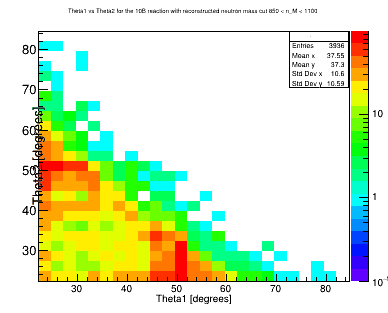 Theta1 vs Theta2 for the 10B reaction with reconstructed neutron mass cut 850 < n_M < 1100
Entries 3936
Mean x 37.55
Mean y 37.3
Std Dev x 10.6
Std Dev y 10.59
80
70
60
50
40
30
[degrees]
30 40 50 60 70 80
Theta1 [degrees]
10
1
10⁻¹